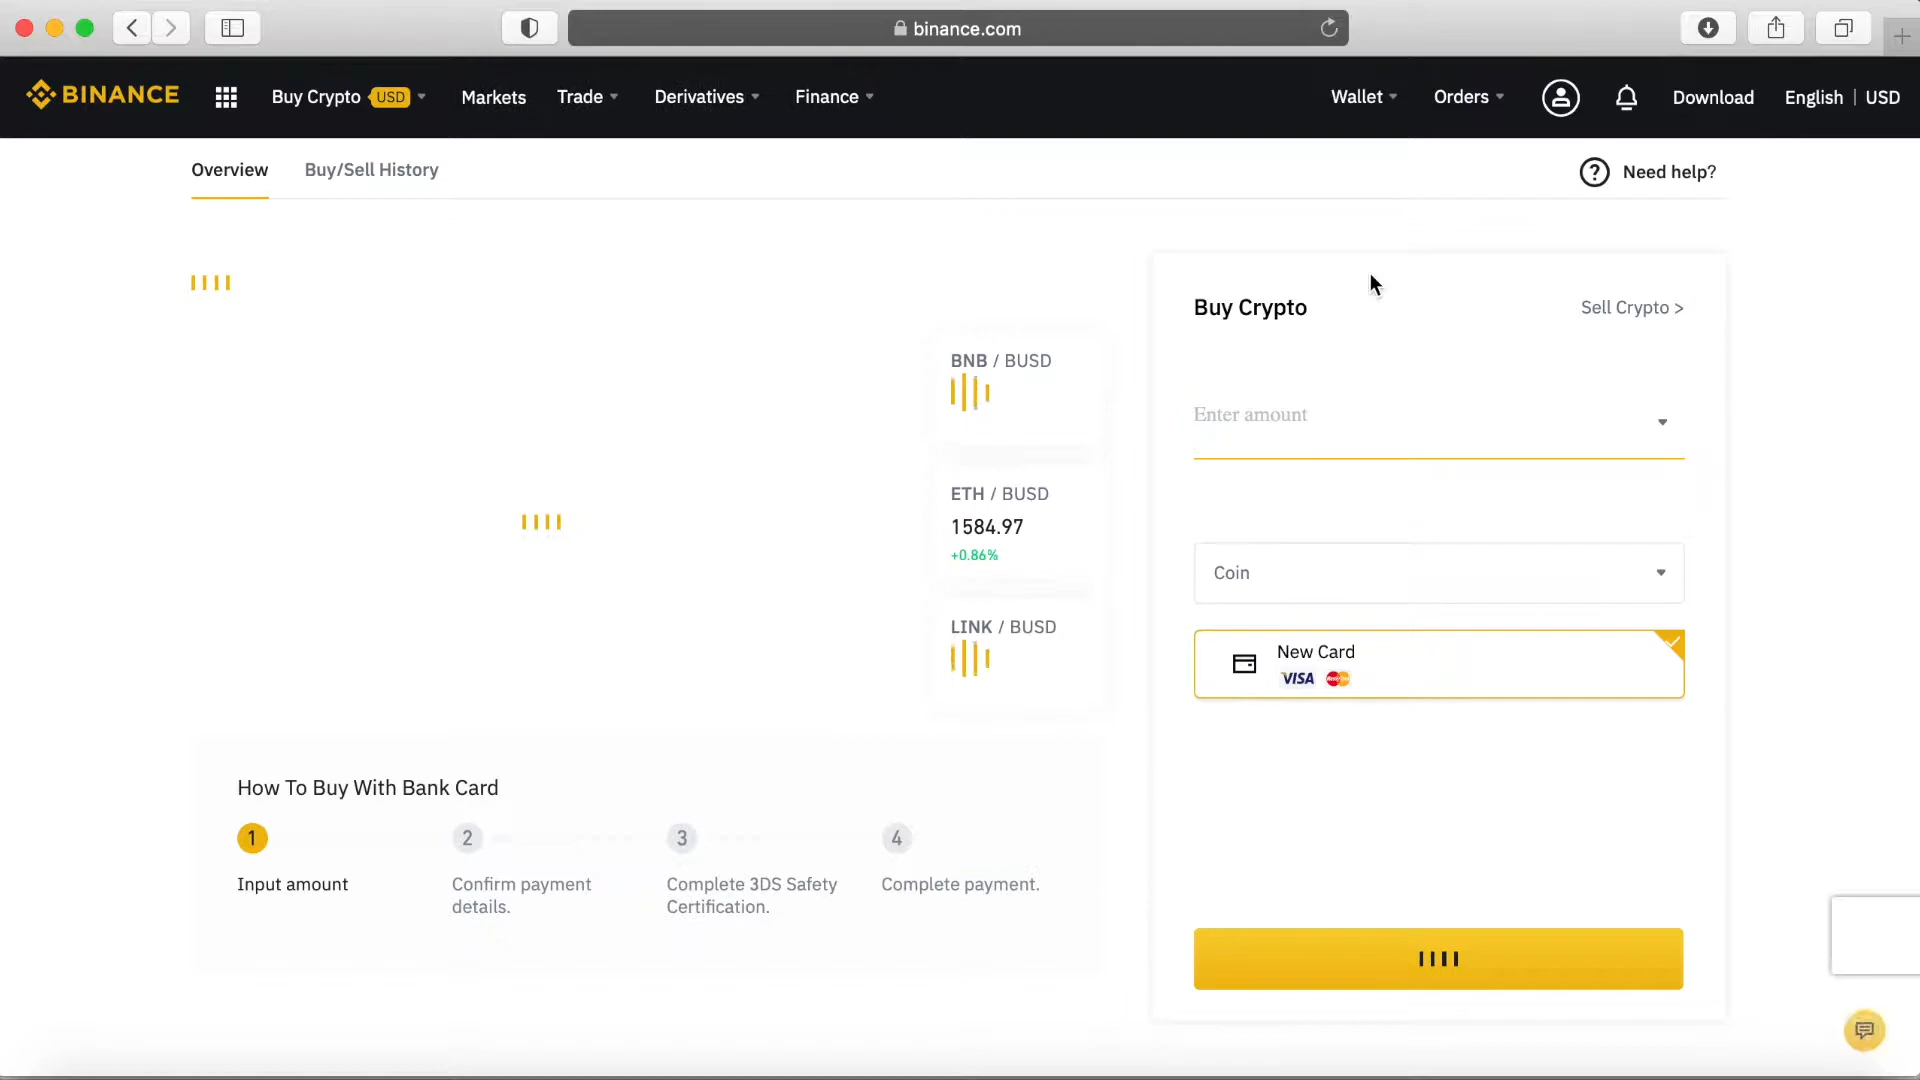 binance.com
BINANCE
Buy Crypto USD
Markets
Trade
Derivatives
Finance
Wallet
Orders
Download
English | USD
Overview
Buy/Sell History
Need help?
Buy Crypto
Sell Crypto >
BNB / BUSD
Enter amount
ETH / BUSD
1584.97
+0.86%
Coin
LINK / BUSD
New Card
VISA
How To Buy With Bank Card
1
2
3
4
Input amount
Confirm payment
details.
Complete 3DS Safety
Certification.
Complete payment.